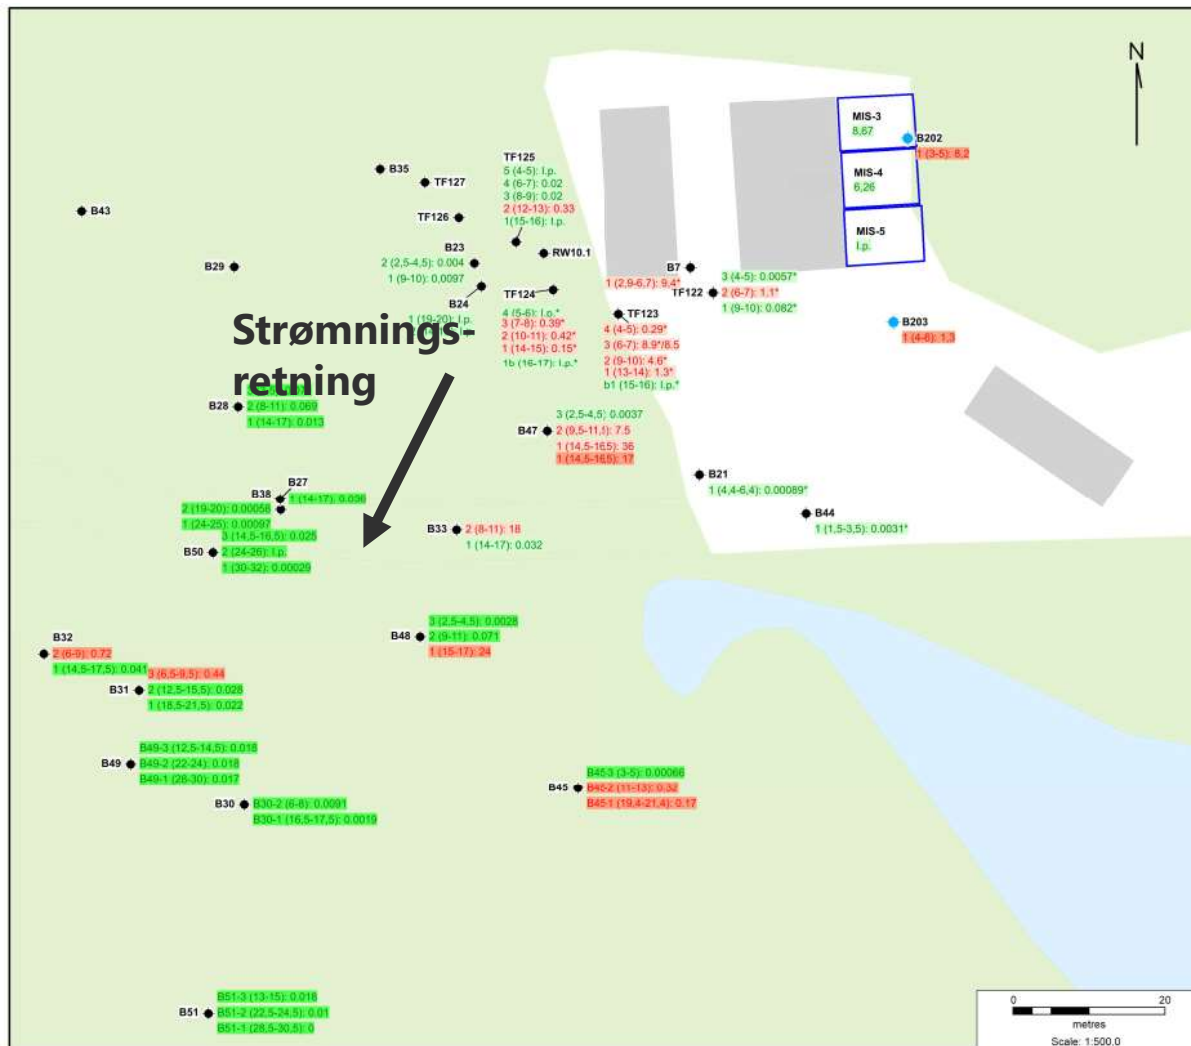 N
MIS-3
8,67
B202
1 (3-5): 8,2
MIS-4
6,26
MIS-5
I.p.
B203
1 (4-6): 1,3
TF125
5 (4-5): I.p.
4 (6-7): 0.02
3 (8-9): 0.02
2 (12-13): 0.33
1(15-16): I.p.
B35
TF127
B43
TF126
RW10.1
B29
B23
2 (2,5-4,5): 0.004
1 (9-10): 0.0097
B24
1 (19-20): I.p.
B7
1 (2,9-6,7): 9.4*
TF122
3 (4-5): 0.0057*
2 (6-7): 1.1*
1 (9-10): 0.082*
TF124
4 (5-6): I.p.*
3 (7-8): 0.39*
2 (10-11): 0.42*
1 (14-15): 0.15*
1b (16-17): I.p.*
TF123
4 (4-5): 0.29*
3 (6-7): 8.9*/8.5
2 (9-10): 4.6*
1 (13-14): 1.3*
b1 (15-16): I.p.*
Strømnings-
retning
B28
2 (8-11): 0.069
1 (14-17): 0.013
B47
3 (2,5-4,5): 0.0037
2 (9,5-11,5): 7.5
1 (14,5-16,5): 36
1 (14,5-16,5): 17
B21
1 (4,4-6,4): 0.00089*
B44
1 (1,5-3,5): 0.0031*
B27
1 (14-17): 0.036
B38
2 (19-20): 0.00058
1 (24-25): 0.00097
B50
3 (14,5-16,5): 0.025
2 (24-26): I.p.
1 (30-32): 0.00029
B33
2 (8-11): 18
1 (14-17): 0.032
B48
3 (2,5-4,5): 0.0028
2 (9-11): 0.071
1 (15-17): 24
B32
2 (6-9): 0.72
1 (14,5-17,5): 0.041
B31
3 (6,5-9,5): 0.44
2 (12,5-15,5): 0.028
1 (18,5-21,5): 0.022
B49
B49-3 (12,5-14,5): 0.018
B49-2 (22-24): 0.018
B49-1 (28-30): 0.017
B30
B30-2 (6-8): 0.0091
B30-1 (16,5-17,5): 0.0019
B45
B45-3 (3-5): 0.00066
B45-2 (11-13): 0.32
B45-1 (19,4-21,4): 0.17
B51
B51-3 (13-15): 0.018
B51-2 (22,5-24,5): 0.01
B51-1 (28,5-30,5): 0
0 20
metres
Scale: 1:500.0